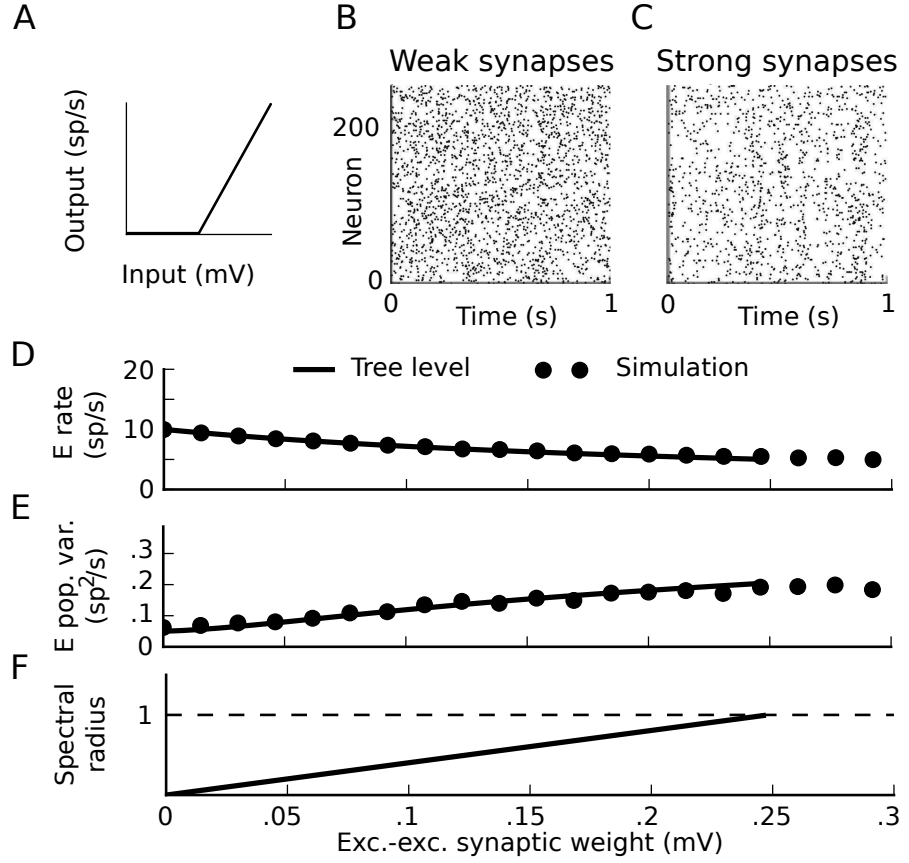 A
Output (sp/s)
Input (mV)
B
Weak synapses
Neuron
200
0
0
1
Time (s)
C
Strong synapses
0
1
Time (s)
D
Tree level
Simulation
E rate
(sp/s)
20
10
0
E
E pop. var.
(sp²/s)
.3
.2
.1
0
F
Spectral
radius
1
0
.05
.1
.15
.2
.25
.3
Exc.-exc. synaptic weight (mV)